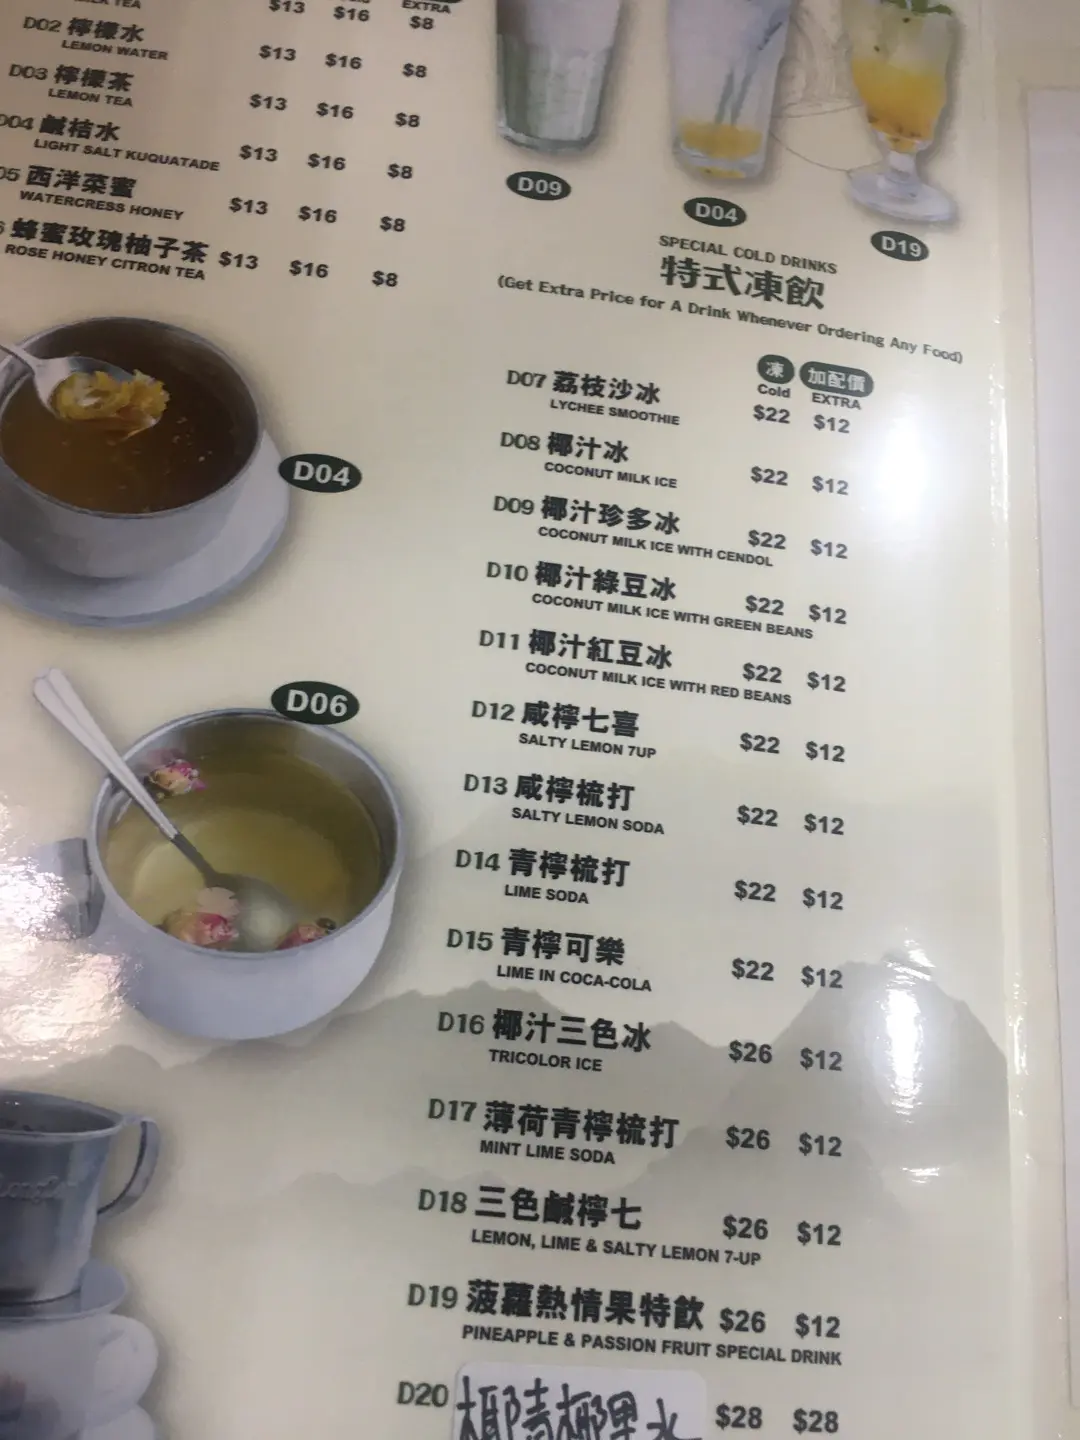 $13 $16 EXTRA $8
D02 檸檬水 $13 $16 $8
LEMON WATER
D03 檸檬茶 $13 $16 $8
LEMON TEA
D04 鹹桔水 $13 $16 $8
LIGHT SALT KUQUATADE
05 西洋菜蜜 $13 $16 $8
WATERCRESS HONEY
蜂蜜玫瑰柚子茶 $13 $16 $8
ROSE HONEY CITRON TEA
D09
D04
D19
SPECIAL COLD DRINKS
特式凍飲
(Get Extra Price for A Drink Whenever Ordering Any Food)
凍 加配價
Cold EXTRA
D07 荔枝沙冰 $22 $12
LYCHEE SMOOTHIE
D08 椰汁冰 $22 $12
COCONUT MILK ICE
D09 椰汁珍多冰 $22 $12
COCONUT MILK ICE WITH CENDOL
D10 椰汁綠豆冰 $22 $12
COCONUT MILK ICE WITH GREEN BEANS
D11 椰汁紅豆冰 $22 $12
COCONUT MILK ICE WITH RED BEANS
D12 咸檸七喜 $22 $12
SALTY LEMON 7UP
D13 咸檸梳打 $22 $12
SALTY LEMON SODA
D14 青檸梳打 $22 $12
LIME SODA
D15 青檸可樂 $22 $12
LIME IN COCA-COLA
D16 椰汁三色冰 $26 $12
TRICOLOR ICE
D17 薄荷青檸梳打 $26 $12
MINT LIME SODA
D18 三色鹹檸七 $26 $12
LEMON, LIME & SALTY LEMON 7-UP
D19 菠蘿熱情果特飲 $26 $12
PINEAPPLE & PASSION FRUIT SPECIAL DRINK
D20 椰青椰果水 $28 $28
D04
D06